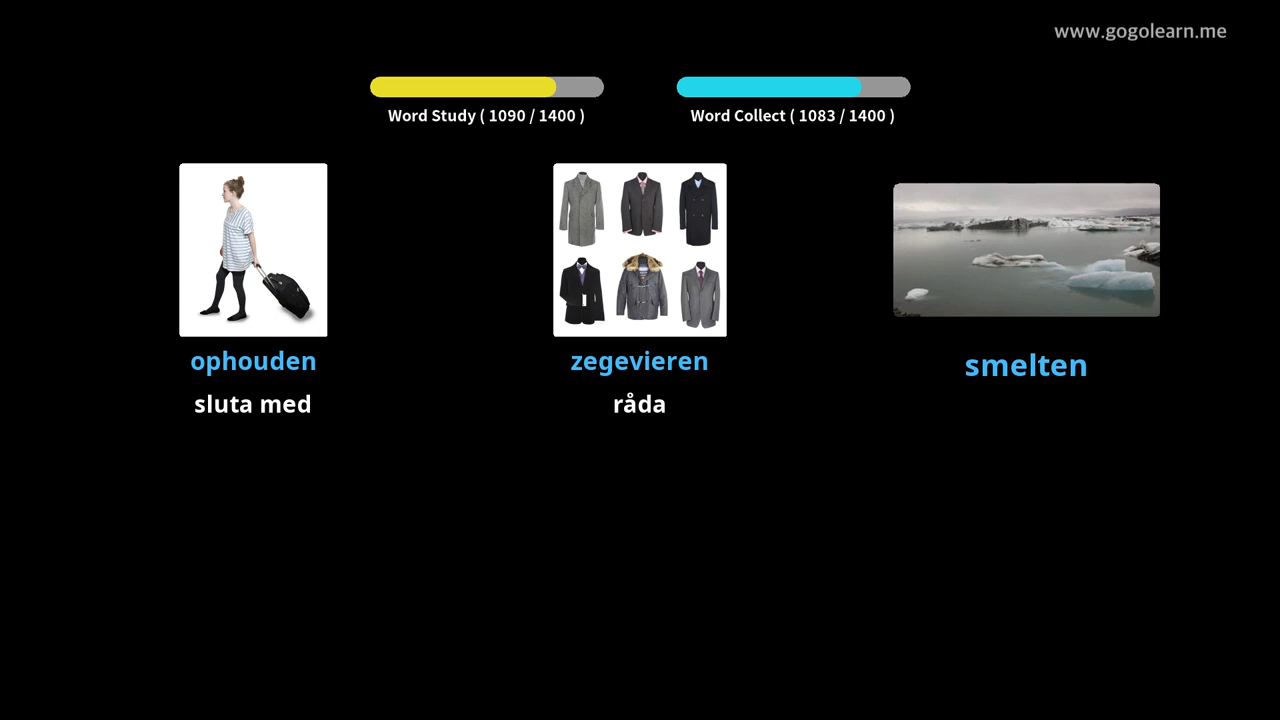 www.gogolearn.me
Word Study ( 1090 / 1400 )
Word Collect ( 1083 / 1400 )
ophouden
zegevieren
smelten
sluta med
råda